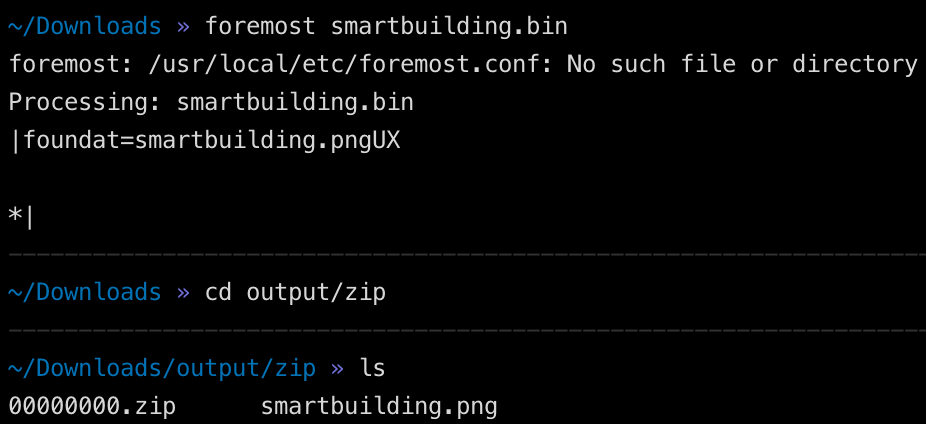 ~/Downloads » foremost smartbuilding.bin
foremost: /usr/local/etc/foremost.conf: No such file or directory
Processing: smartbuilding.bin
|foundat=smartbuilding.pngUX
*|
~/Downloads » cd output/zip
~/Downloads/output/zip » ls
00000000.zip      smartbuilding.png